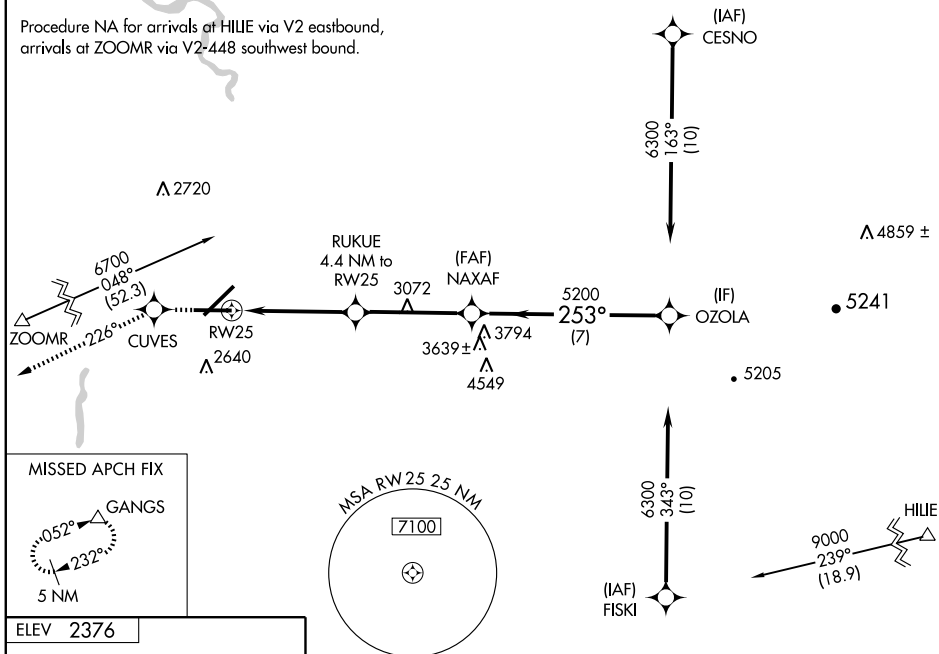 Procedure NA for arrivals at HILIE via V2 eastbound,
arrivals at ZOOMR via V2-448 southwest bound.
(IAF)
CESNO
6300
163°
(10)
2720
4859 ±
6700
048°
(52.3)
ZOOMR
226°
CUVES
RW25
2640
RUKUE
4.4 NM to
RW25
3072
(FAF)
NAXAF
3794
3639±
4549
5200
253°
(7)
(IF)
OZOLA
5241
5205
MISSED APCH FIX
GANGS
052°
232°
5 NM
MSA RW25 25 NM
7100
6300
343°
(10)
(IAF)
FISKI
HILIE
9000
239°
(18.9)
ELEV 2376